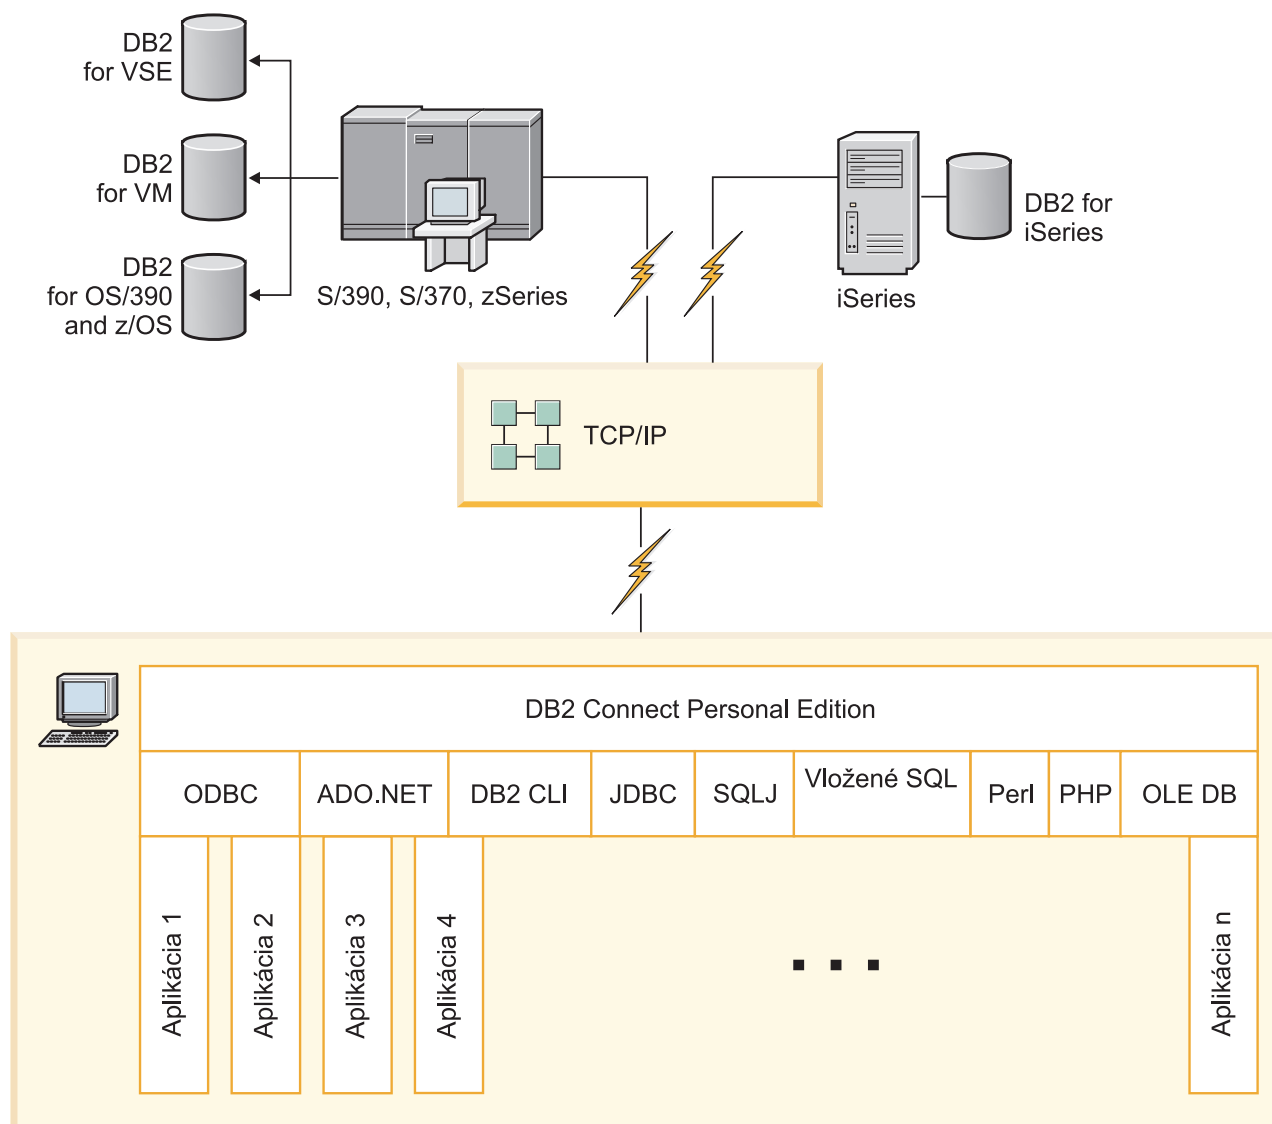 DB2
for VSE
DB2
for VM
DB2
for OS/390
and z/OS
S/390, S/370, zSeries
iSeries
DB2 for
iSeries
TCP/IP
DB2 Connect Personal Edition
ODBC
ADO.NET
DB2 CLI
JDBC
SQLJ
Vložené SQL
Perl
PHP
OLE DB
Aplikácia 1
Aplikácia 2
Aplikácia 3
Aplikácia 4
Aplikácia n